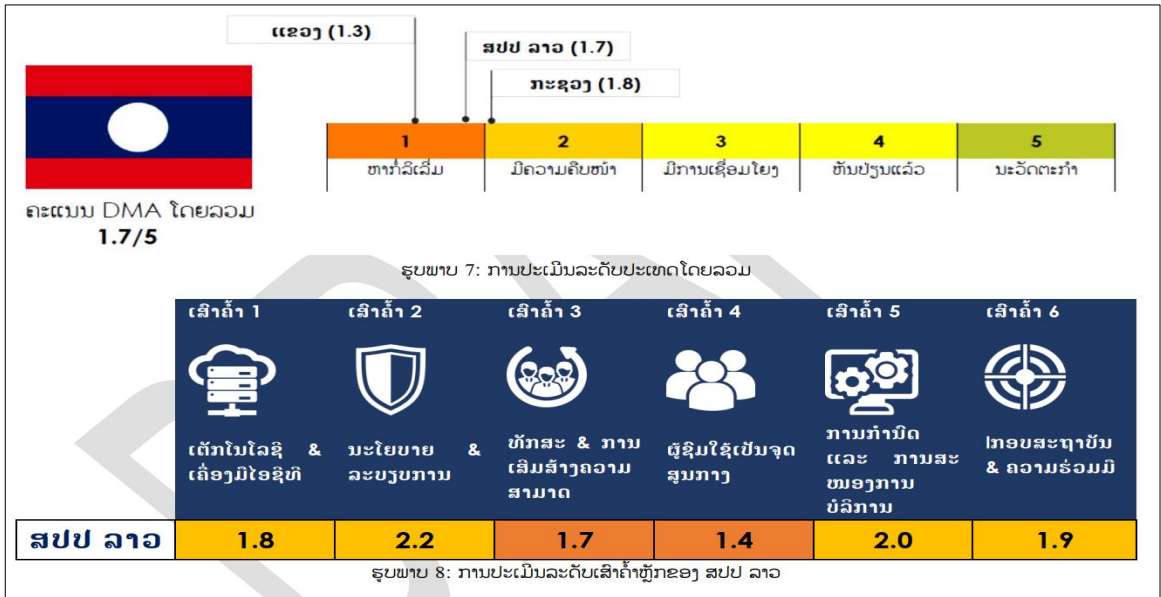 ແຂວງ (1.3)
ສປປ ລາວ (1.7)
ກະຊວງ (1.8)
1 2 3 4 5
ຫາກໍ່ລິເລີ່ມ ມີຄວາມຄືບໜ້າ ມີການເຊື່ອມໂຍງ ຫັນປ່ຽນແລ້ວ ນະວັດຕະກຳ
ຄະແນນ DMA ໂດຍລວມ
1.7/5
ຮູບພາບ 7: ການປະເມີນລະດັບປະເທດໂດຍລວມ
ເສົາຄ້ຳ 1 ເສົາຄ້ຳ 2 ເສົາຄ້ຳ 3 ເສົາຄ້ຳ 4 ເສົາຄ້ຳ 5 ເສົາຄ້ຳ 6
ເຕັກໂນໂລຊີ &
ເຄື່ອງມືໄອຊີທີ
ນະໂຍບາຍ &
ລະບຽບການ
ທັກສະ & ການ
ເສີມສ້າງຄວາມ
ສາມາດ
ຜູ້ຊົມໃຊ້ເປັນຈຸດ
ສູນກາງ
ການກຳນົດ
ແລະ ການສະ
ໜອງການ
ບໍລິການ
ກອບສະຖາບັນ
& ຄວາມຮ່ວມມື
ສປປ ລາວ 1.8 2.2 1.7 1.4 2.0 1.9
ຮູບພາບ 8: ການປະເມີນລະດັບເສົາຄ້ຳຫຼັກຂອງ ສປປ ລາວ